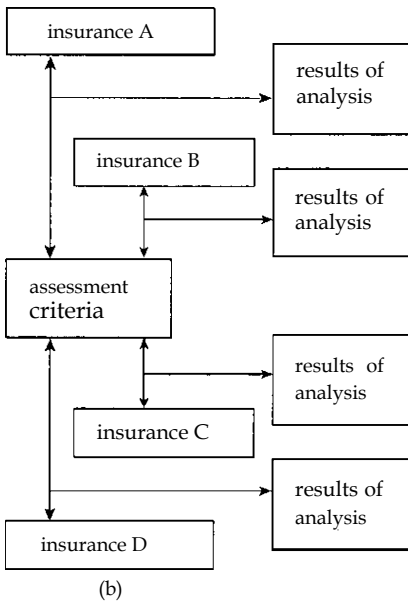 insurance A
results of
analysis
insurance B
results of
analysis
assessment
criteria
results of
analysis
insurance C
results of
analysis
insurance D
(b)